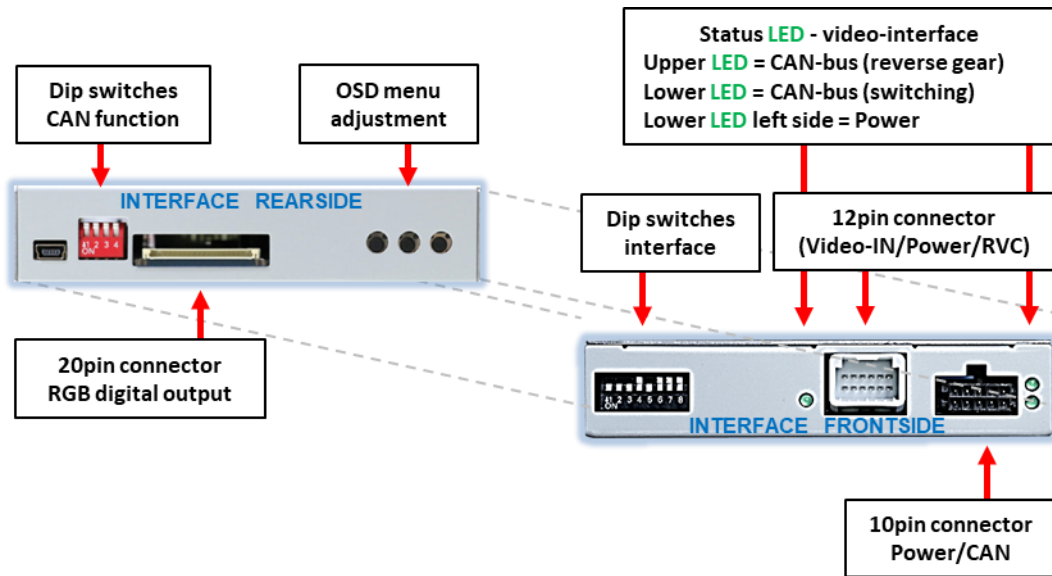 Status LED - video-interface
Upper LED = CAN-bus (reverse gear)
Lower LED = CAN-bus (switching)
Lower LED left side = Power
Dip switches
CAN function
OSD menu
adjustment
INTERFACE REARSIDE
1 2 3 4
ON
Dip switches
interface
12pin connector
(Video-IN/Power/RVC)
20pin connector
RGB digital output
1 2 3 4 5 6 7 8
ON
INTERFACE FRONTSIDE
10pin connector
Power/CAN